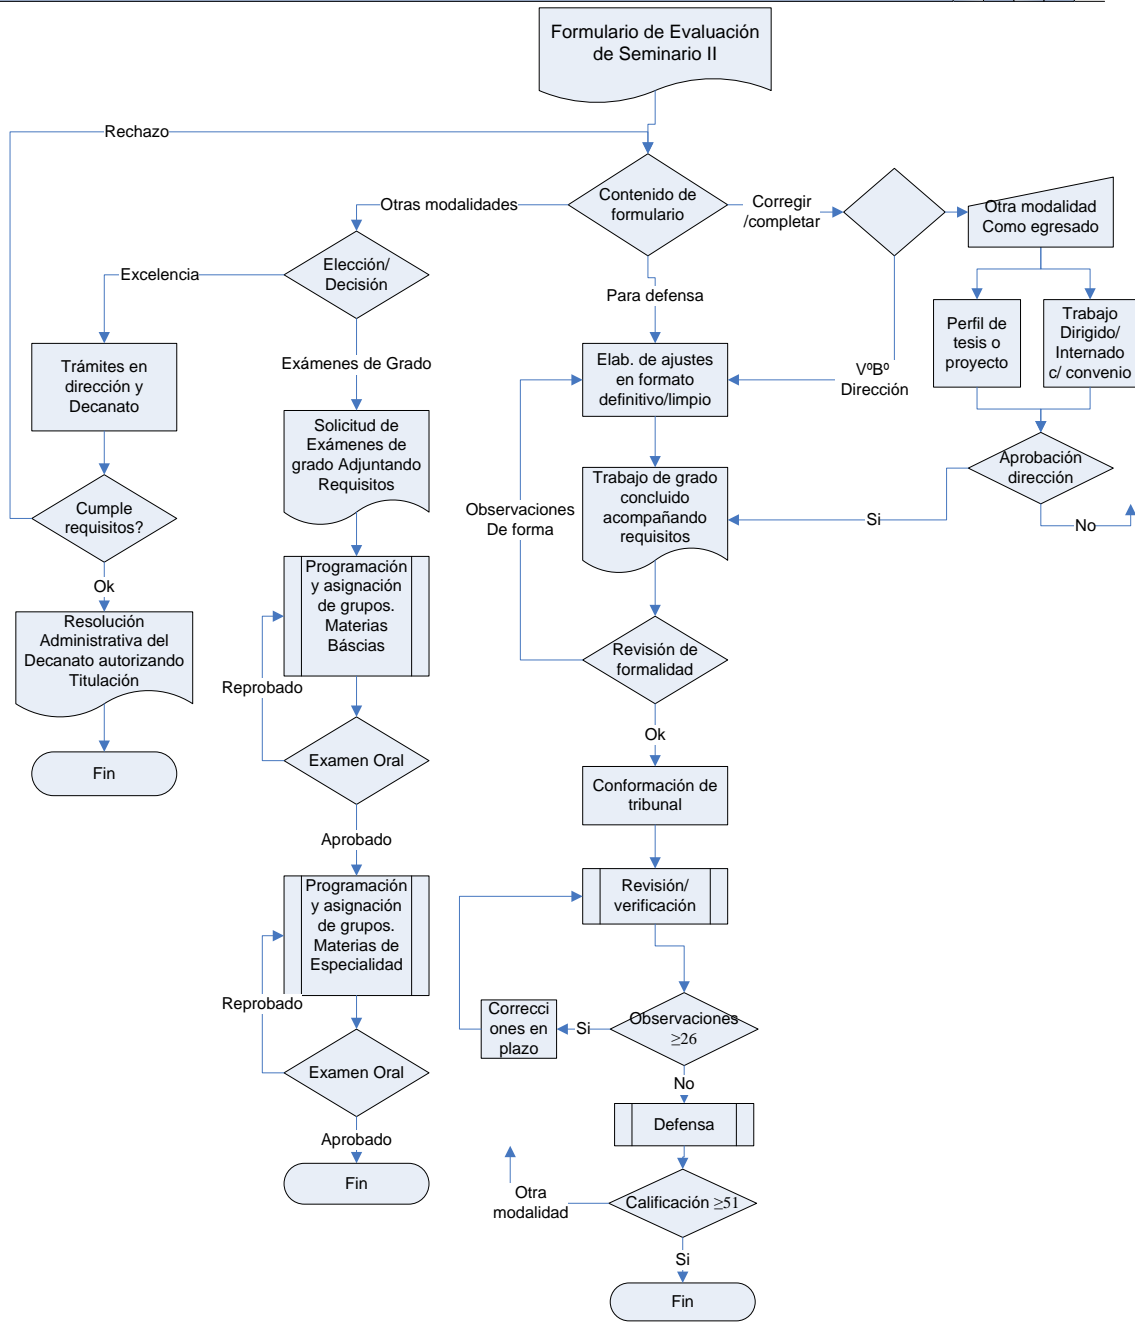 Formulario de Evaluación
de Seminario II
Rechazo
Contenido de
formulario
Otras modalidades
Corregir
/completar
Otra modalidad
Como egresado
Elección/
Decisión
Excelencia
Para defensa
Perfil de
tesis o
proyecto
Trabajo
Dirigido/
Internado
c/ convenio
Trámites en
dirección y
Decanato
Exámenes de Grado
Elab. de ajustes
en formato
definitivo/limpio
VºBº
Dirección
Solicitud de
Exámenes de
grado Adjuntando
Requisitos
Aprobación
dirección
Cumple
requisitos?
Observaciones
De forma
Trabajo de grado
concluido
acompañando
requisitos
Si
No
Ok
Programación
y asignación
de grupos.
Materias
Báscias
Resolución
Administrativa del
Decanato autorizando
Titulación
Revisión de
formalidad
Reprobado
Ok
Fin
Examen Oral
Conformación de
tribunal
Aprobado
Programación
y asignación
de grupos.
Materias de
Especialidad
Revisión/
verificación
Reprobado
Correcci
ones en
plazo
Si
Observaciones
≥26
Examen Oral
No
Defensa
Aprobado
Fin
Otra
modalidad
Calificación ≥51
Si
Fin